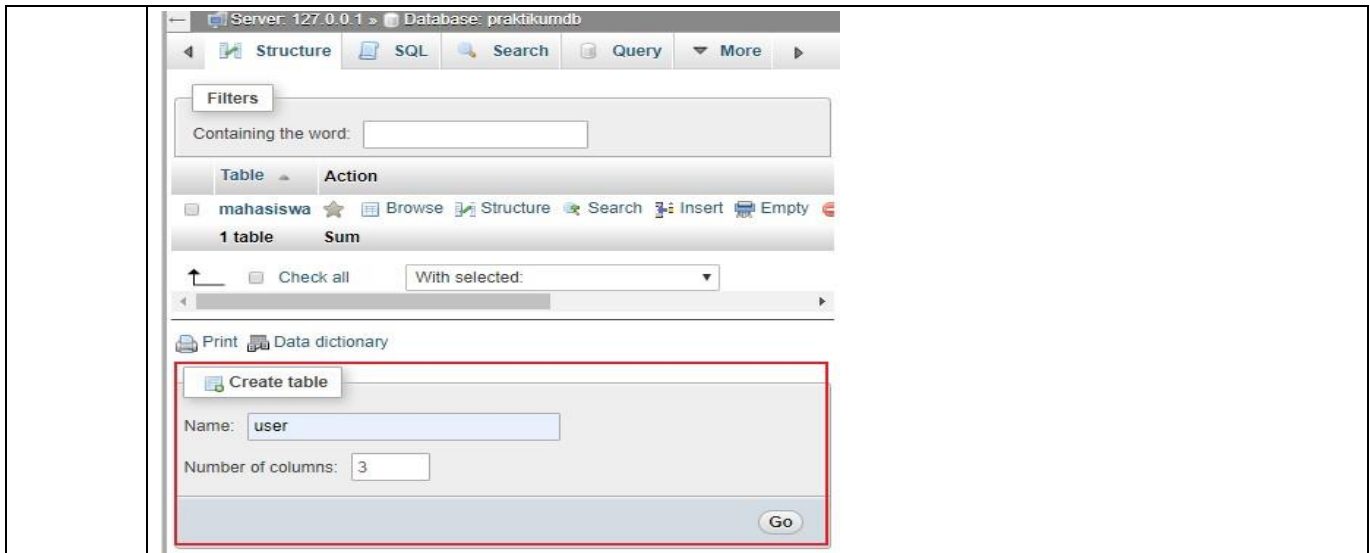 Server: 127.0.0.1 » Database: praktikumdb
Structure SQL Search Query More
Filters
Containing the word:
Table Action
mahasiswa Browse Structure Search Insert Empty
1 table Sum
Check all With selected:
Print Data dictionary
Create table
Name: user
Number of columns: 3
Go